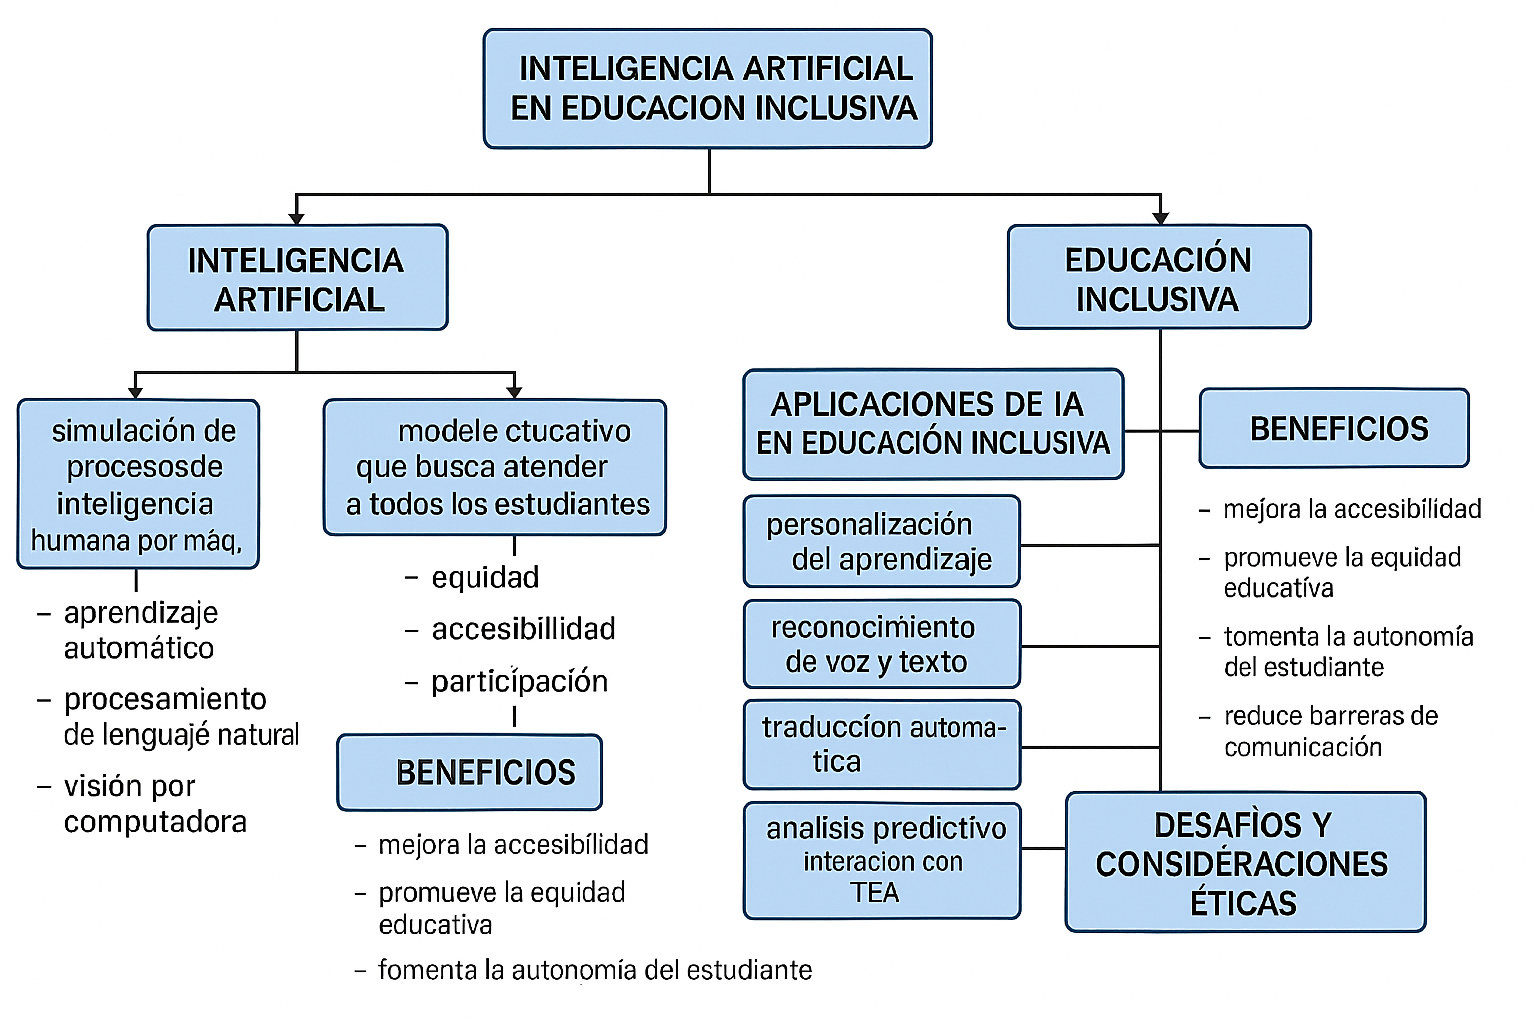 INTELIGENCIA ARTIFICIAL
EN EDUCACION INCLUSIVA
INTELIGENCIA
ARTIFICIAL
EDUCACIÓN
INCLUSIVA
simulación de
procesosde
inteligencia
humana por máq,
– aprendizaje
automático
– procesamiento
de lenguajé natural
– visión por
computadora
modele ctucativo
que busca atender
a todos los estudiantes
– equidad
– accesibillidad
– particípacíón
BENEFICIOS
– mejora la accesibílidad
– promueve la equidad
educativa
– fomenta la autonomía del estudiante
APLICACIONES DE IA
EN EDUCACIÓN INCLUSIVA
personalización
del aprendizaje
reconocimiento
de voz y texto
traduccíon automa-
tica
analisis predictivo
interacion con
TEA
BENEFICIOS
– mejora la accesibilidad
– promueve la equidad
educatíva
– tomenta la autonomía
del estudiante
– reduce barreras de
comunicación
DESAFÌOS Y
CONSIDÉRACIONES
ÉTICAS